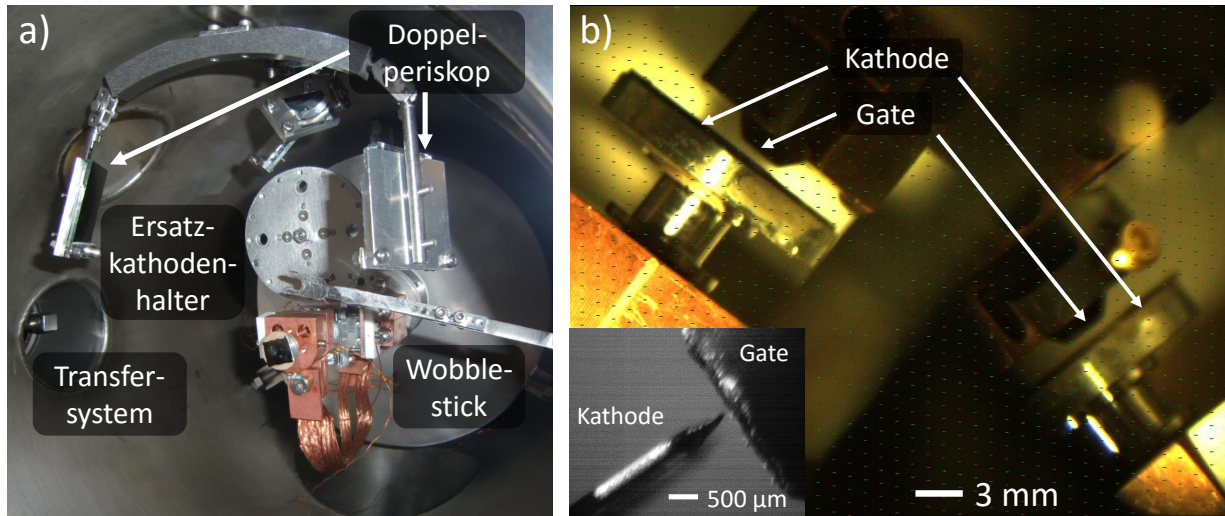 a)
Doppel-
periskop
Ersatz-
kathoden-
halter
Transfer-
system
Wobble-
stick
b)
Kathode
Gate
Gate
Kathode
500 µm
3 mm